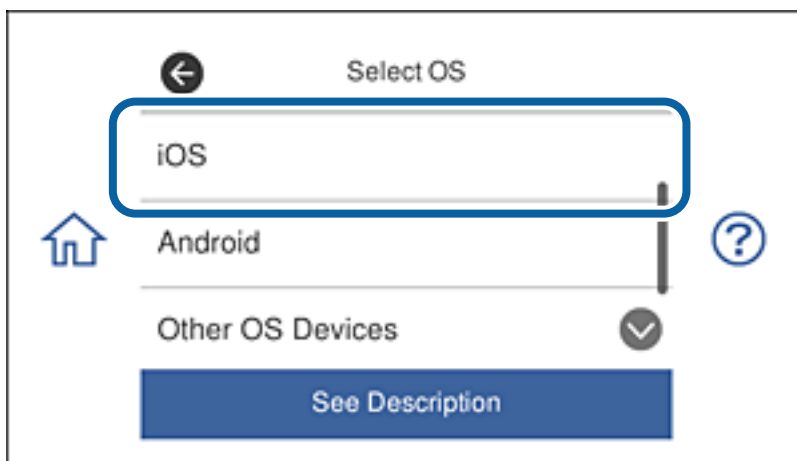 Select OS
iOS
Android
Other OS Devices
See Description